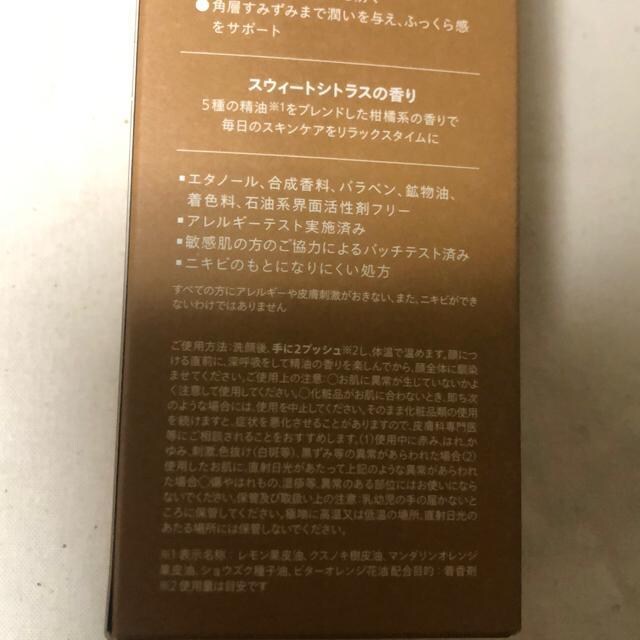 ●角層すみずみまで潤いを与え、ふっくら感
をサポート
スウィートシトラスの香り
5種の精油※1をブレンドした柑橘系の香りで
毎日のスキンケアをリラックスタイムに
■エタノール、合成香料、パラベン、鉱物油、
着色料、石油系界面活性剤フリー
■アレルギーテスト実施済み
■敏感肌の方のご協力によるパッチテスト済み
■ニキビのもとになりにくい処方
すべての方にアレルギーや皮膚刺激がおきない、また、ニキビができ
ないわけではありません
ご使用方法:洗顔後、手に2プッシュ※2し、体温で温めます。顔につ
ける直前に、深呼吸をして精油の香りを楽しんでから、顔全体に馴染
ませてください。ご使用上の注意:○お肌に異常が生じていないかよ
く注意して使用してください。○化粧品がお肌に合わないとき、即ち次
のような場合には、使用を中止してください。そのまま化粧品類の使用
を続けますと、症状を悪化させることがありますので、皮膚科専門医
等にご相談されることをおすすめします。(1)使用中に赤み、はれ、か
ゆみ、刺激、色抜け(白斑等)、黒ずみ等の異常があらわれた場合(2)
使用したお肌に、直射日光があたって上記のような異常があらわれ
た場合○傷やはれもの、湿疹等、異常のある部位にはお使いになら
ないでください。保管及び取扱い上の注意:乳幼児の手の届かないと
ころに保管してください。極端に高温又は低温の場所、直射日光の
あたる場所には保管しないでください。
※1 表示名称:レモン果皮油、クスノキ樹皮油、マンダリンオレンジ
果皮油、ショウズク種子油、ビターオレンジ花油 配合目的:着香剤
※2 使用量は目安です